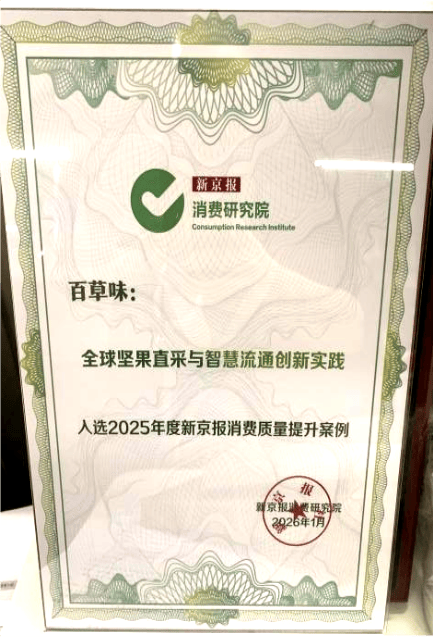 新京报
消费研究院
Consumption Research Institute
百草味：
全球坚果直采与智慧流通创新实践
入选2025年度新京报消费质量提升案例
新京报消费研究院
2026年1月